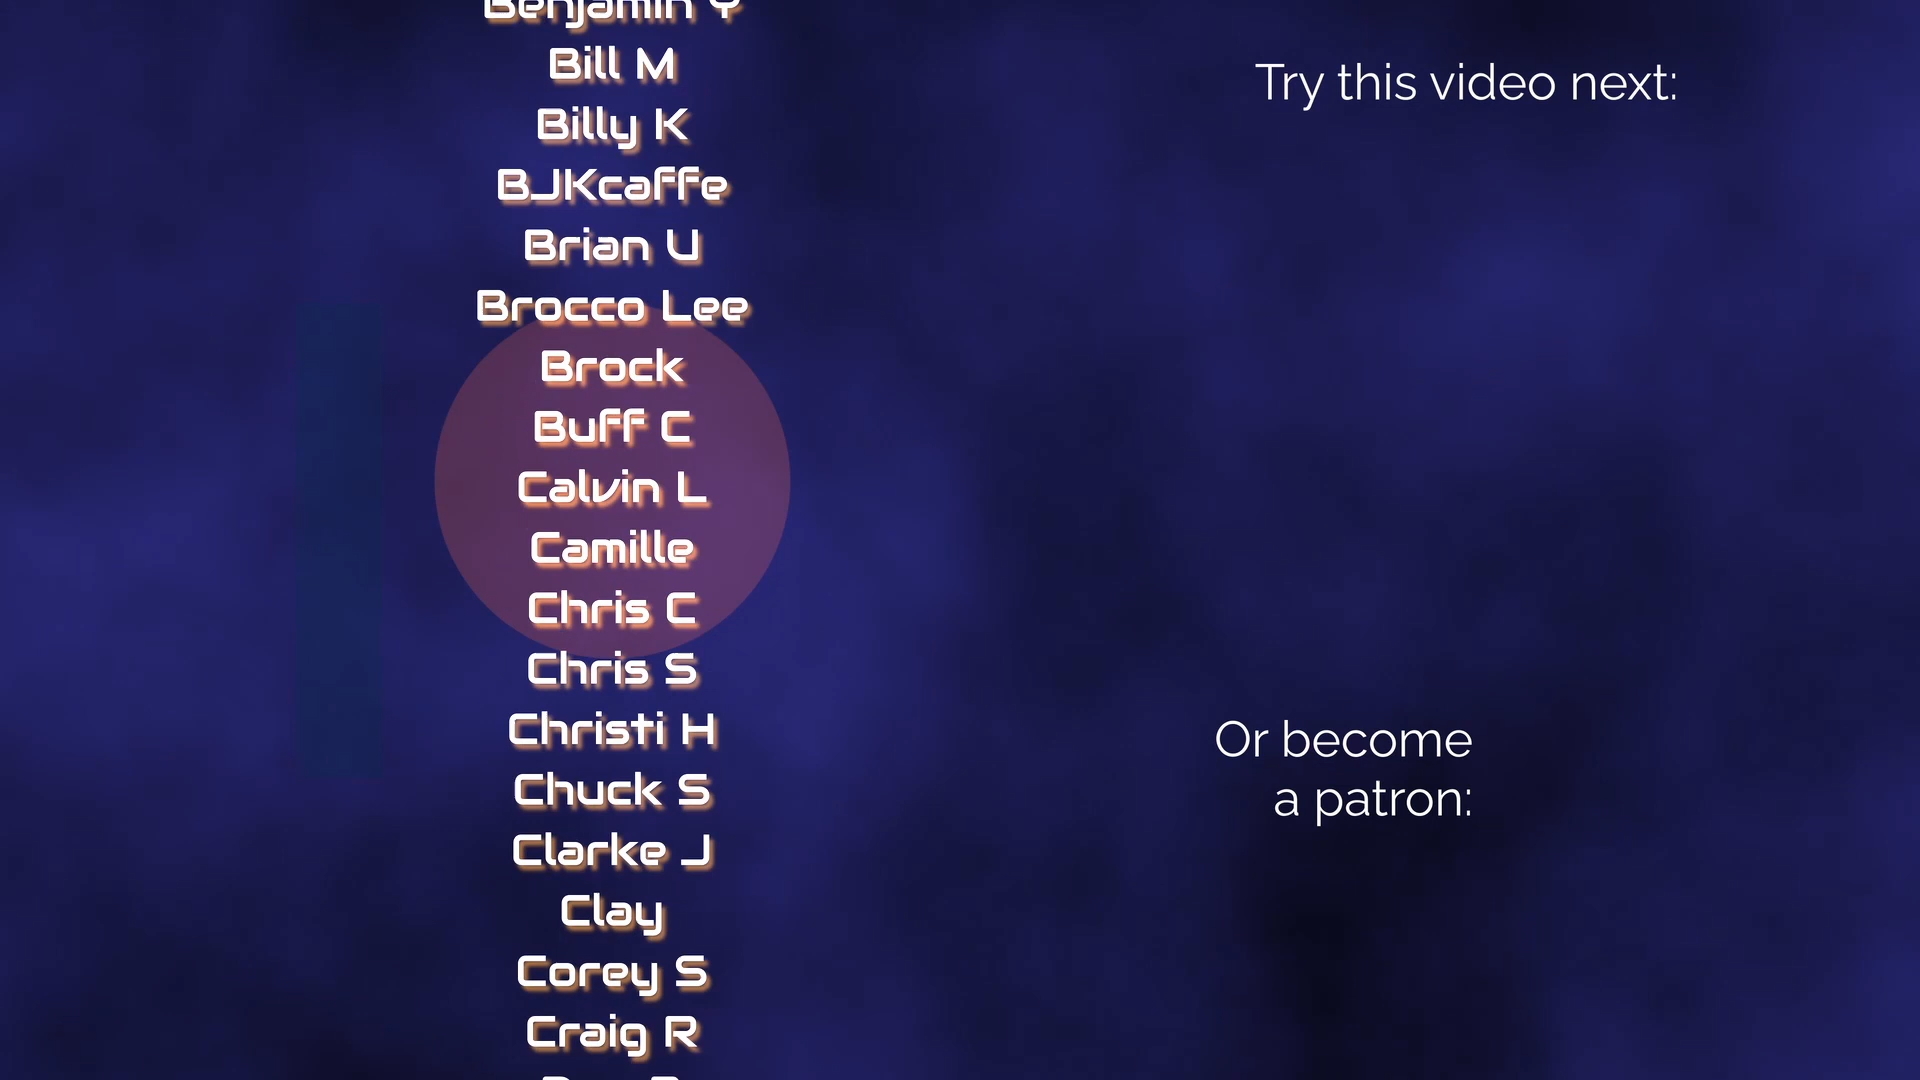 Benjamin Y
Bill M
Billy K
BJKcaffe
Brian U
Brocco Lee
Brock
Buff C
Calvin L
Camille
Chris C
Chris S
Christi H
Chuck S
Clarke J
Clay
Corey S
Craig R
Try this video next:
Or become
a patron: